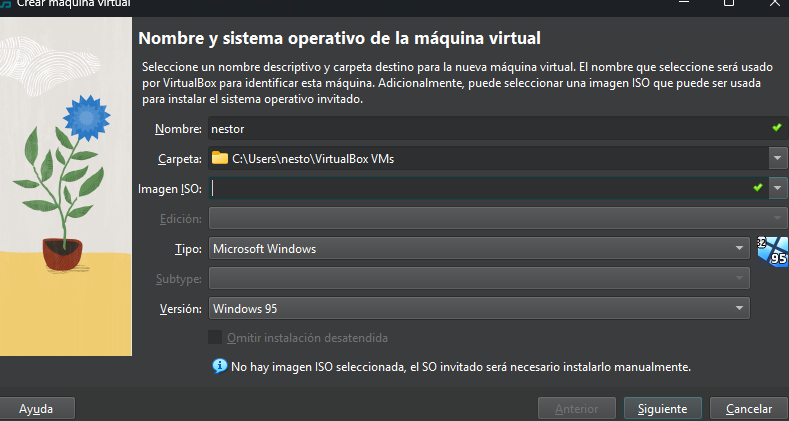 Crear máquina virtual
Nombre y sistema operativo de la máquina virtual
Seleccione un nombre descriptivo y carpeta destino para la nueva máquina virtual. El nombre que seleccione será usado
por VirtualBox para identificar esta máquina. Adicionalmente, puede seleccionar una imagen ISO que puede ser usada
para instalar el sistema operativo invitado.
Nombre: nestor
Carpeta: C:\Users\nesto\VirtualBox VMs
Imagen ISO:
Edición:
Tipo: Microsoft Windows
32
95
Subtype:
Versión: Windows 95
Omitir instalación desatendida
No hay imagen ISO seleccionada, el SO invitado será necesario instalarlo manualmente.
Ayuda Anterior Siguiente Cancelar